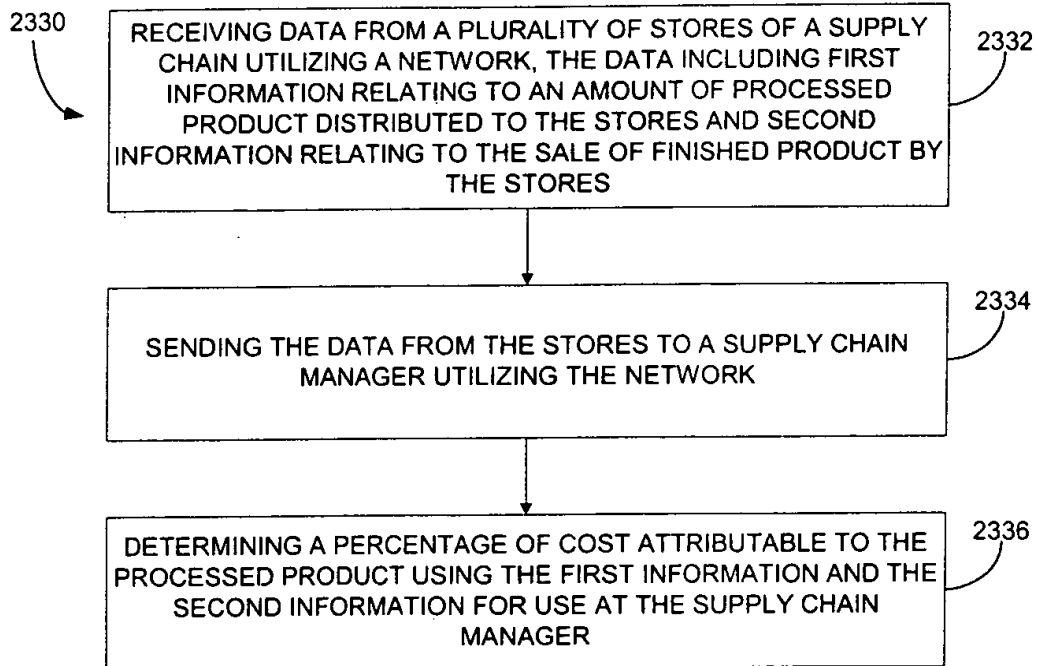 2330
RECEIVING DATA FROM A PLURALITY OF STORES OF A SUPPLY
CHAIN UTILIZING A NETWORK, THE DATA INCLUDING FIRST
INFORMATION RELATING TO AN AMOUNT OF PROCESSED
PRODUCT DISTRIBUTED TO THE STORES AND SECOND
INFORMATION RELATING TO THE SALE OF FINISHED PRODUCT BY
THE STORES
2332
SENDING THE DATA FROM THE STORES TO A SUPPLY CHAIN
MANAGER UTILIZING THE NETWORK
2334
DETERMINING A PERCENTAGE OF COST ATTRIBUTABLE TO THE
PROCESSED PRODUCT USING THE FIRST INFORMATION AND THE
SECOND INFORMATION FOR USE AT THE SUPPLY CHAIN
MANAGER
2336